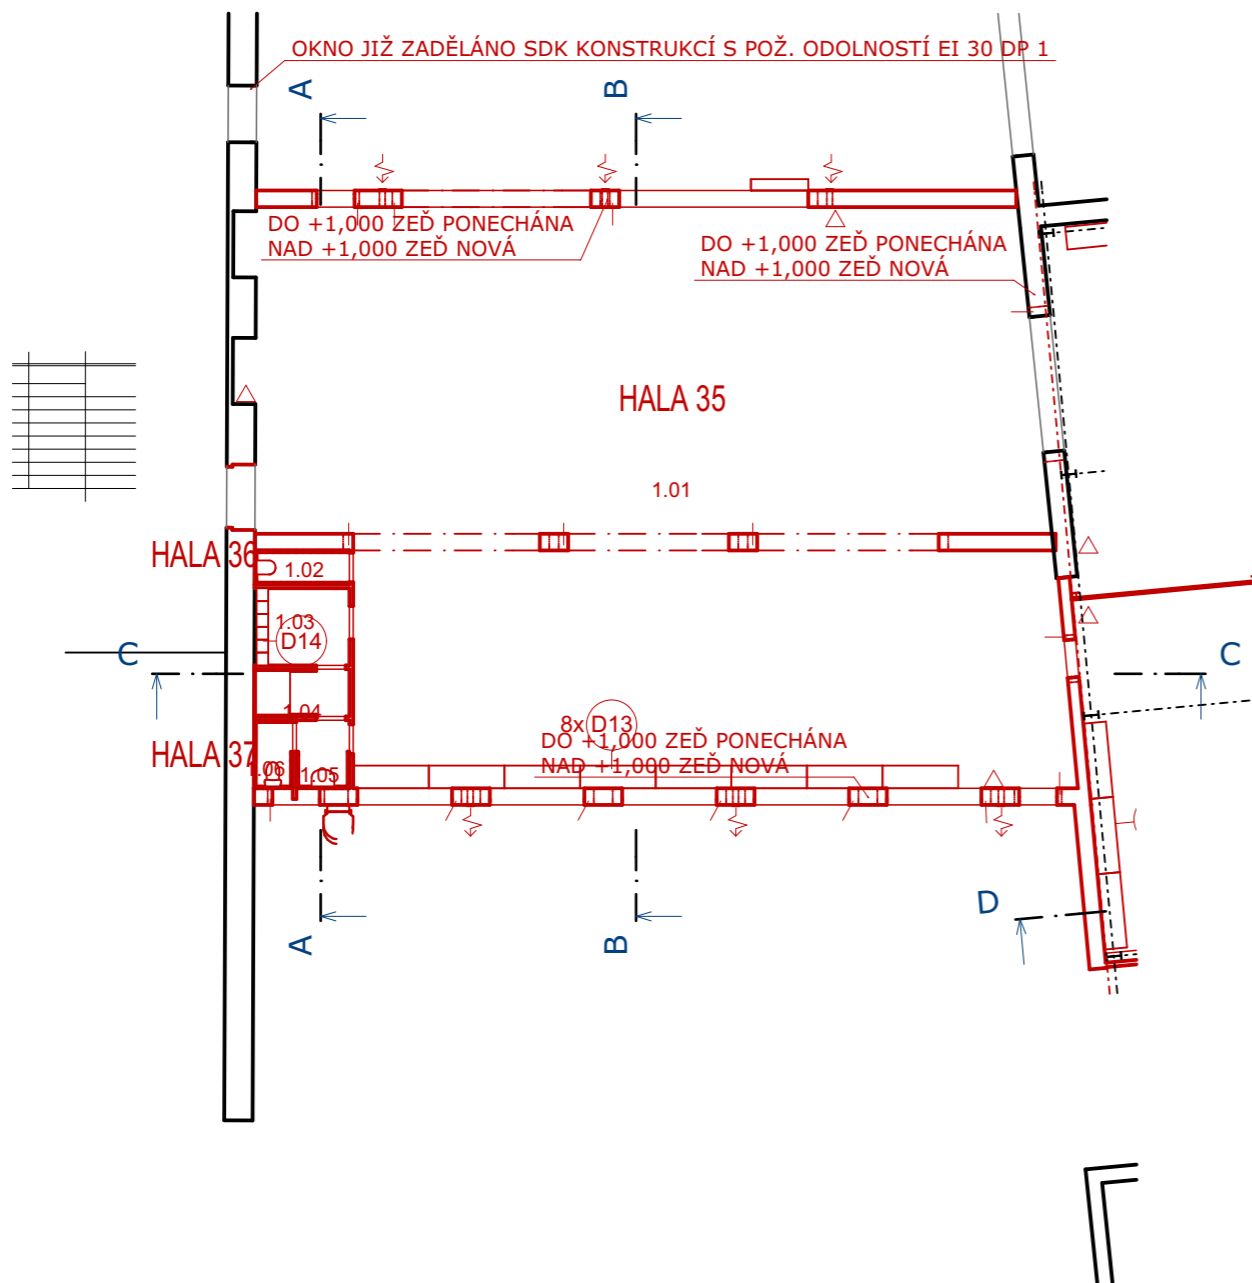 OKNO JIŽ ZADĚLÁNO SDK KONSTRUKCÍ S POŽ. ODOLNOSTÍ EI 30 DP 1
A
B
DO +1,000 ZEĎ PONECHÁNA
NAD +1,000 ZEĎ NOVÁ
DO +1,000 ZEĎ PONECHÁNA
NAD +1,000 ZEĎ NOVÁ
HALA 35
1.01
HALA 36
1.02
1.03
D14
C
C
1.04
8x D13
DO +1,000 ZEĎ PONECHÁNA
NAD +1,000 ZEĎ NOVÁ
HALA 37
1.06
1.05
D
A
B